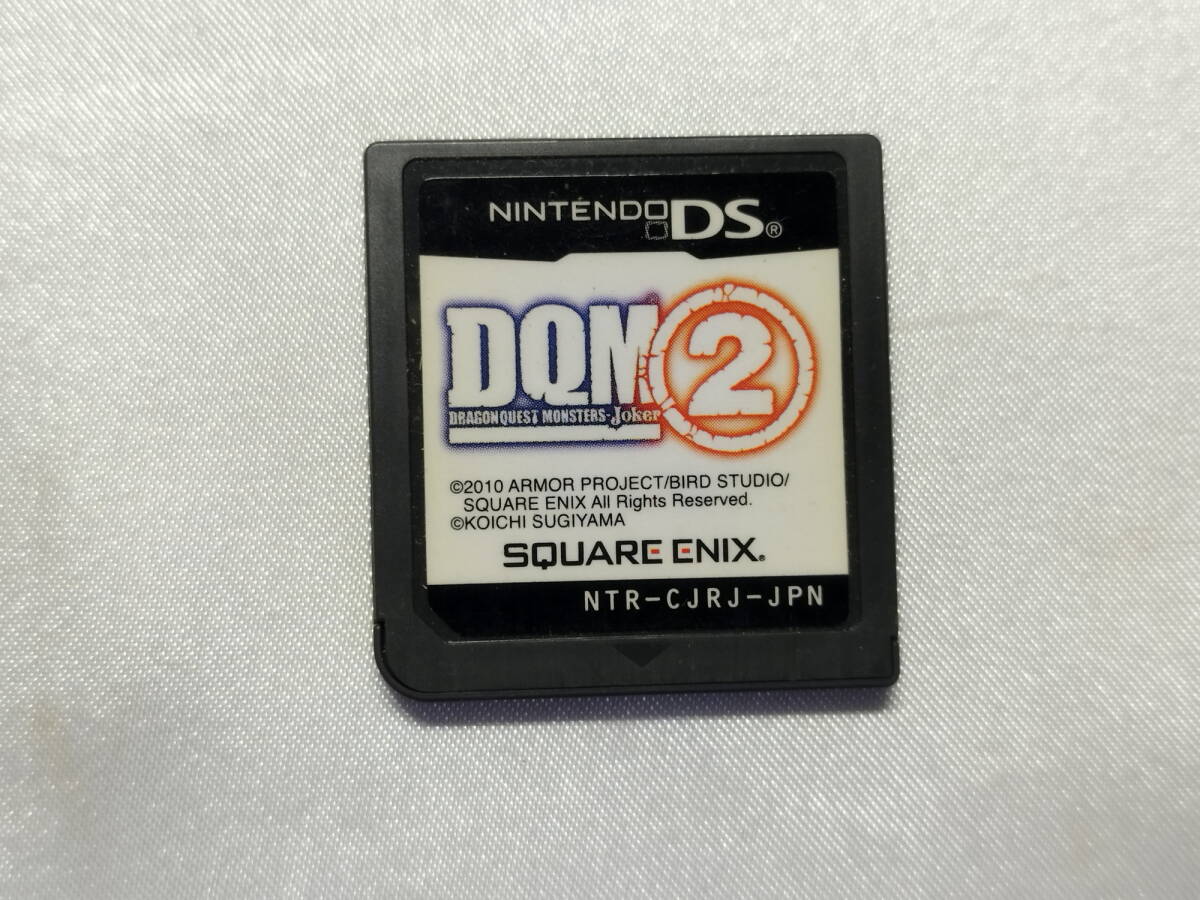 NINTENDO DS®
DQM 2
DRAGON QUEST MONSTERS-Joker
©2010 ARMOR PROJECT/BIRD STUDIO/
SQUARE ENIX All Rights Reserved.
©KOICHI SUGIYAMA
SQUARE ENIX®
NTR-CJRJ-JPN